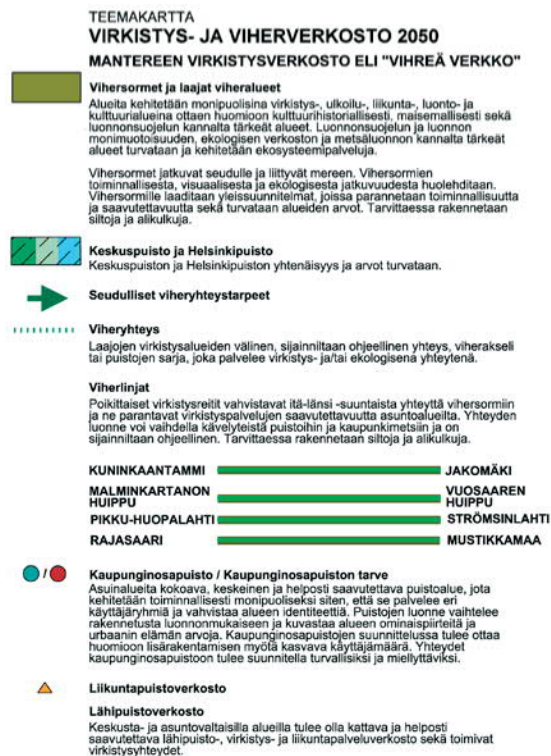 TEEMAKARTTA
VIRKISTYS- JA VIHERVERKOSTO 2050
MANTEREEN VIRKISTYSVERKOSTO ELI "VIHREÄ VERKKO"
Vihersormet ja laajat viheralueet
Alueita kehitetään monipuolisina virkistys-, ulkoilu-, liikunta-, luonto- ja
kulttuurialueina ottaen huomioon kulttuurihistoriallisesti, maisemallisesti sekä
luonnonsuojelun kannalta tärkeät alueet. Luonnonsuojelun ja luonnon
monimuotoisuuden, ekologisen verkoston ja metsäluonnon kannalta tärkeät
alueet turvataan ja kehitetään ekosysteemipalveluja.
Vihersormet jatkuvat seudulle ja liittyvät mereen. Vihersormien
toiminnallisesta, visuaalisesta ja ekologisesta jatkuvuudesta huolehditaan.
Vihersormille laaditaan yleissuunnitelmat, joissa parannetaan toiminnallisuutta
ja saavutettavuutta sekä turvataan alueiden arvot. Tarvittaessa rakennetaan
siltoja ja alikulkuja.
Keskuspuisto ja Helsinkipuisto
Keskuspuiston ja Helsinkipuiston yhtenäisyys ja arvot turvataan.
Seudulliset viheryhteystarpeet
Viheryhteys
Laajojen virkistysalueiden välinen, sijainniltaan ohjeellinen yhteys, viherakseli
tai puistojen sarja, joka palvelee virkistys- ja/tai ekologisena yhteytenä.
Viherlinjat
Poikittaiset virkistysreitit vahvistavat itä-länsi -suuntaista yhteyttä vihersormiin
ja ne parantavat virkistyspalvelujen saavutettavuutta asuntoalueilta. Yhteyden
luonne voi vaihdella kävelyteistä puistoihin ja kaupunkimetsiin ja on
sijainniltaan ohjeellinen. Tarvittaessa rakennetaan siltoja ja alikulkuja.
KUNINKAANTAMMI JAKOMÄKI
MALMINKARTANON VUOSAAREN
HUIPPU HUIPPU
PIKKU-HUOPALAHTI STRÖMSINLAHTI
RAJASAARI MUSTIKKAMAA
/
Kaupunginosapuisto / Kaupunginosapuiston tarve
Asuinalueita kokoava, keskeinen ja helposti saavutettava puistoalue, jota
kehitetään toiminnallisesti monipuoliseksi siten, että se palvelee eri
käyttäjäryhmiä ja vahvistaa alueen identiteettiä. Puistojen luonne vaihtelee
rakennetusta luonnonmukaiseen ja kuvastaa alueen ominaispiirteitä ja
urbaanin elämän arvoja. Kaupunginosapuistojen suunnittelussa tulee ottaa
huomioon lisärakentamisen myötä kasvava käyttäjämäärä. Yhteydet
kaupunginosapuistoon tulee suunnitella turvallisiksi ja miellyttäviksi.
Liikuntapuistoverkosto
Lähipuistoverkosto
Keskusta- ja asuntovaltaisilla alueilla tulee olla kattava ja helposti
saavutettava lähipuisto-, virkistys- ja liikuntapalveluverkosto sekä toimivat
virkistysyhteydet.